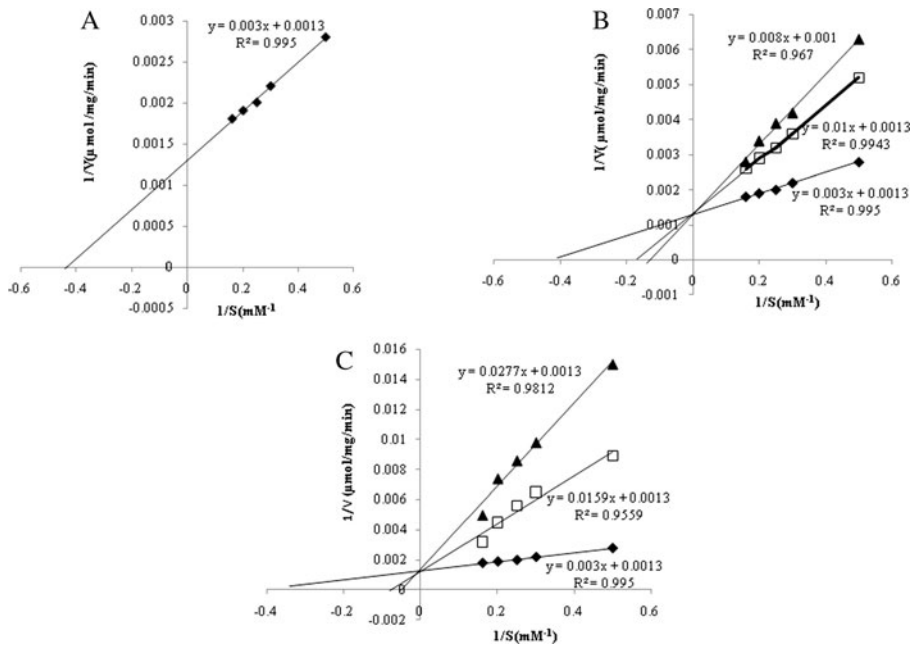 A
y = 0.003x + 0.0013
R² = 0.995
0.003
0.0025
0.002
0.0015
0.001
0.0005
0
-0.0005
-0.6 -0.4 -0.2 0 0.2 0.4 0.6
1/V(µ mol /mg/min)
1/S(mM⁻¹
B
y = 0.008x + 0.001
R² = 0.967
y = 0.01x + 0.0013
R² = 0.9943
y = 0.003x + 0.0013
R² = 0.995
0.007
0.006
0.005
0.004
0.003
0.002
0.001
0
-0.001
-0.6 -0.4 -0.2 0 0.2 0.4 0.6
1/V( µmol/mg/min)
1/S(mM⁻¹)
C
y = 0.0277x + 0.0013
R² = 0.9812
y = 0.0159x + 0.0013
R² = 0.9559
y = 0.003x + 0.0013
R² = 0.995
0.016
0.014
0.012
0.01
0.008
0.006
0.004
0.002
0
-0.002
-0.4 -0.2 0 0.2 0.4 0.6
1/V (µmol/mg/min)
1/S(mM⁻¹)